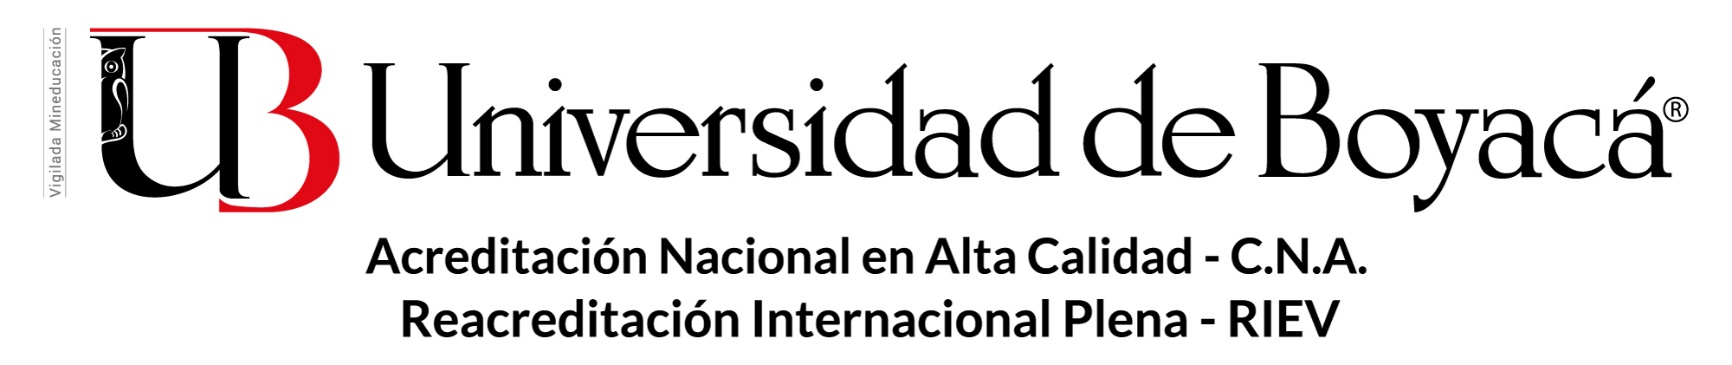 Vigilada Mineducación
UB Universidad de Boyacá®
Acreditación Nacional en Alta Calidad - C.N.A.
Reacreditación Internacional Plena - RIEV